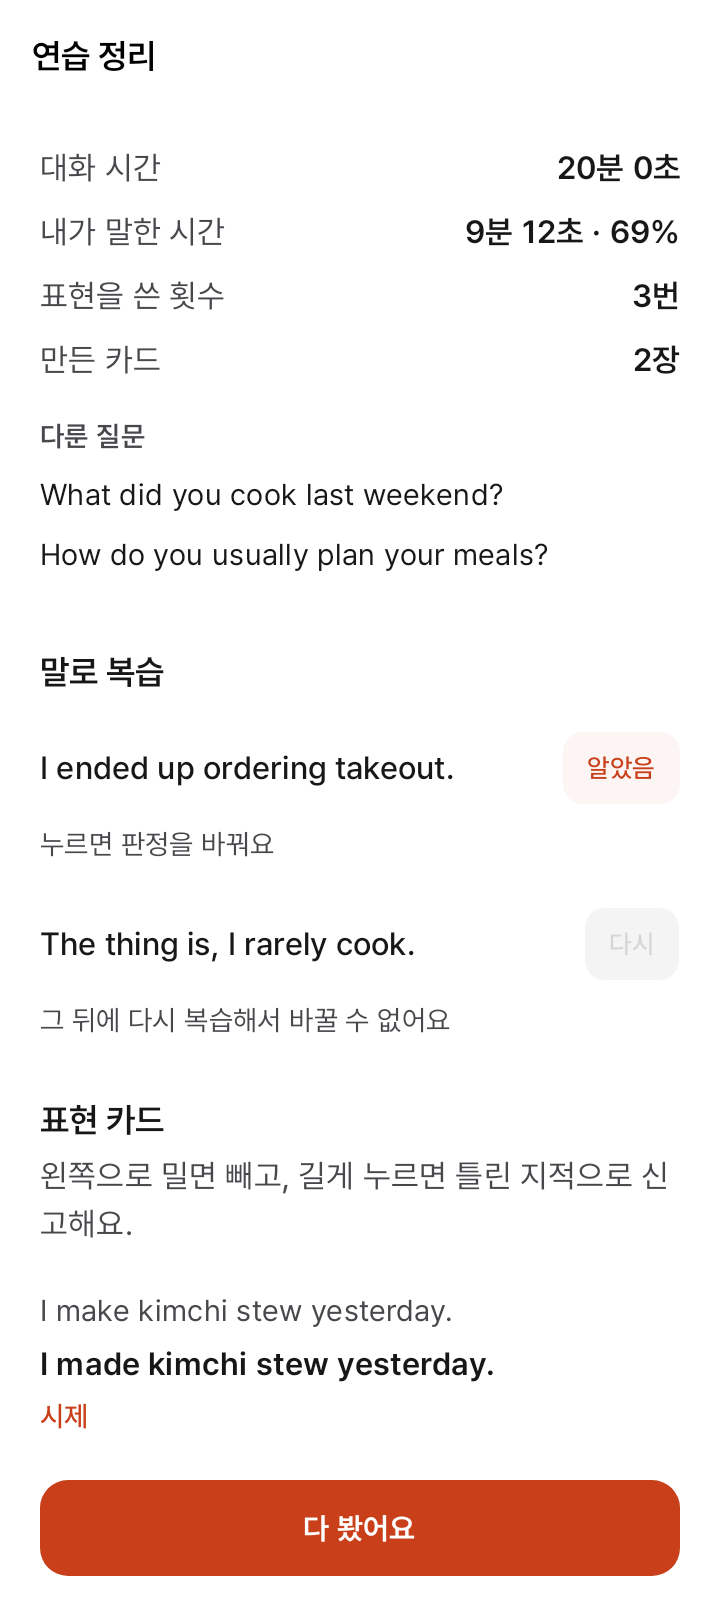 연습 정리
대화 시간 20분 0초
내가 말한 시간 9분 12초 · 69%
표현을 쓴 횟수 3번
만든 카드 2장
다룬 질문
What did you cook last weekend?
How do you usually plan your meals?
말로 복습
I ended up ordering takeout. 알았음
누르면 판정을 바꿔요
The thing is, I rarely cook. 다시
그 뒤에 다시 복습해서 바꿀 수 없어요
표현 카드
왼쪽으로 밀면 빼고, 길게 누르면 틀린 지적으로 신
고해요.
I make kimchi stew yesterday.
I made kimchi stew yesterday.
시제
다 봤어요